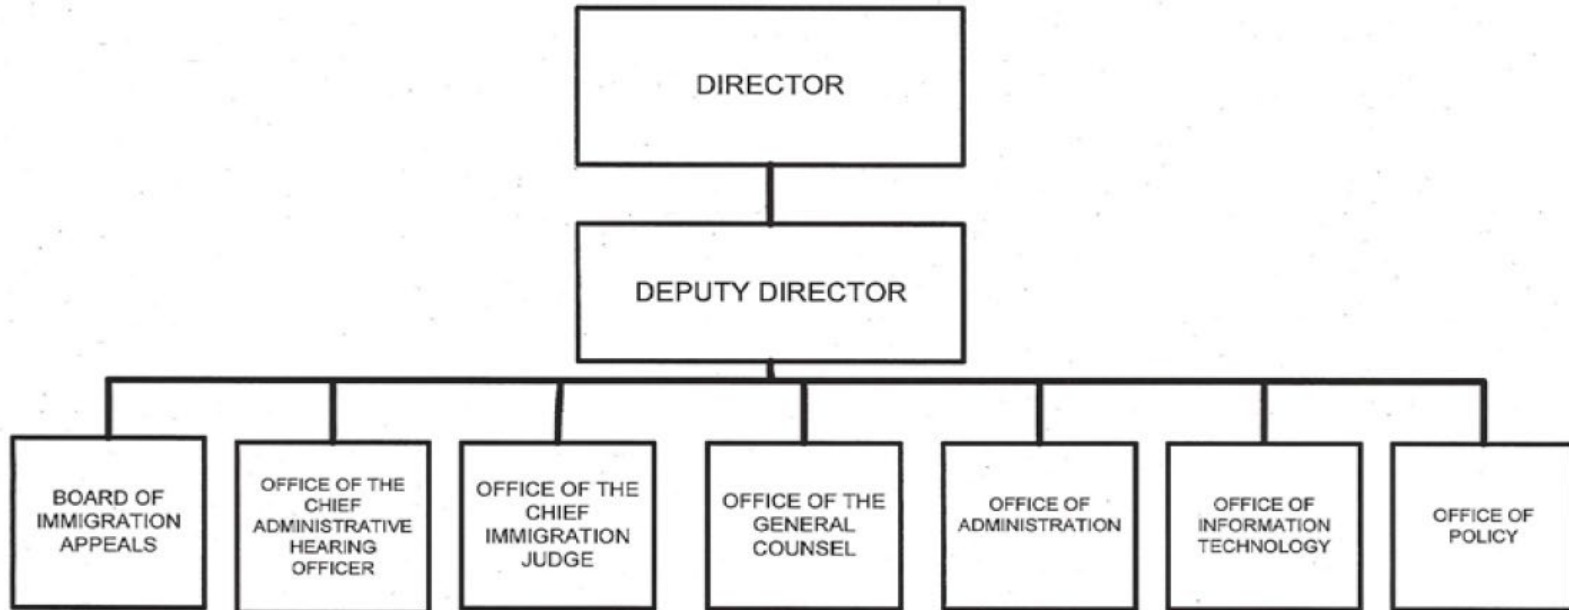 DIRECTOR
DEPUTY DIRECTOR
BOARD OF
IMMIGRATION
APPEALS
OFFICE OF THE
CHIEF
ADMINISTRATIVE
HEARING
OFFICER
OFFICE OF THE
CHIEF
IMMIGRATION
JUDGE
OFFICE OF THE
GENERAL
COUNSEL
OFFICE OF
ADMINISTRATION
OFFICE OF
INFORMATION
TECHNOLOGY
OFFICE OF
POLICY